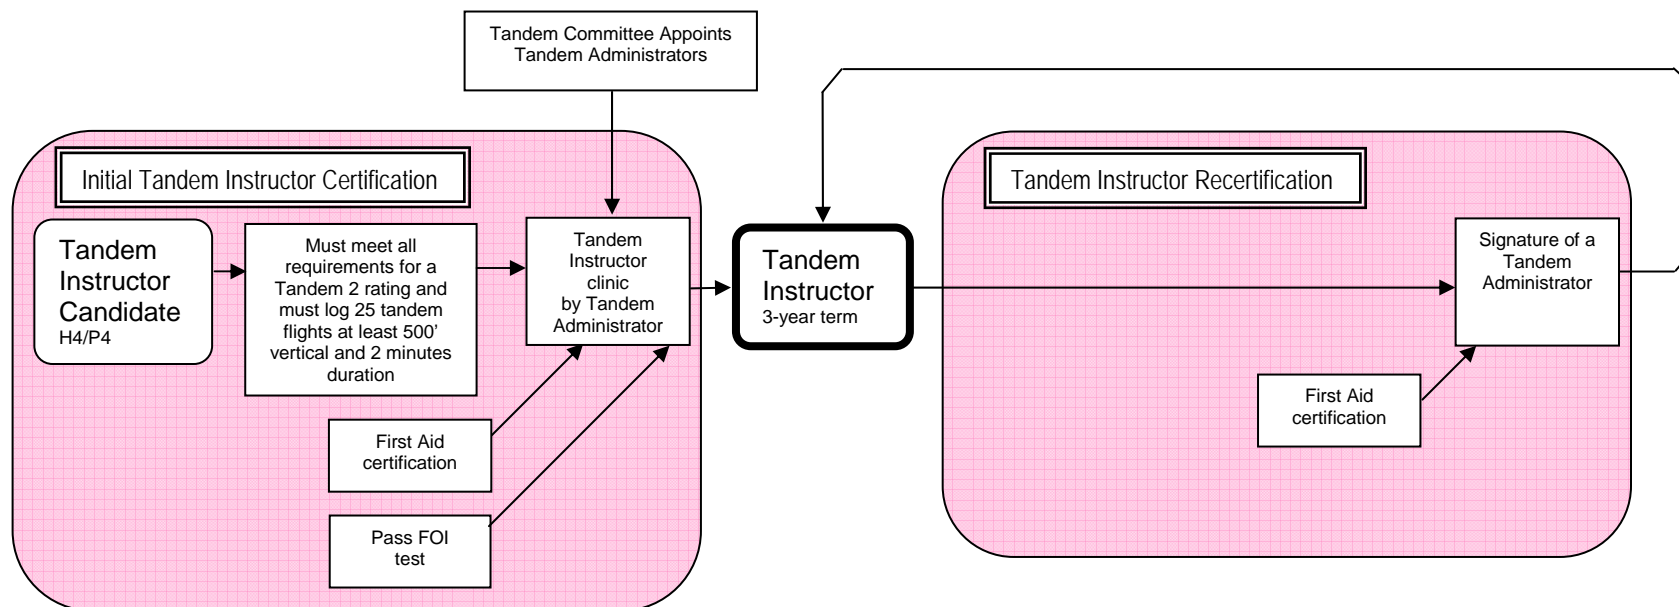 Tandem Committee Appoints
Tandem Administrators
Initial Tandem Instructor Certification
Tandem
Instructor
Candidate
H4/P4
Must meet all
requirements for a
Tandem 2 rating and
must log 25 tandem
flights at least 500’
vertical and 2 minutes
duration
Tandem
Instructor
clinic
by Tandem
Administrator
First Aid
certification
Pass FOI
test
Tandem
Instructor
3-year term
Tandem Instructor Recertification
Signature of a
Tandem
Administrator
First Aid
certification